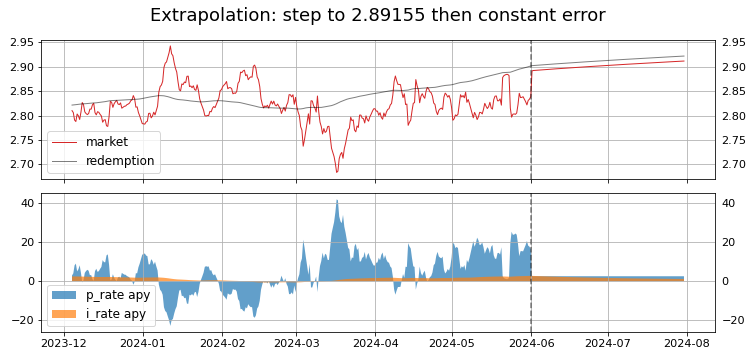 Extrapolation: step to 2.89155 then constant error
2.95 2.95
2.90 2.90
2.85 2.85
2.80 2.80
2.75 2.75
2.70 2.70
market
redemption
40 40
20 20
0 0
−20 −20
p_rate apy
i_rate apy
2023-12 2024-01 2024-02 2024-03 2024-04 2024-05 2024-06 2024-07 2024-08